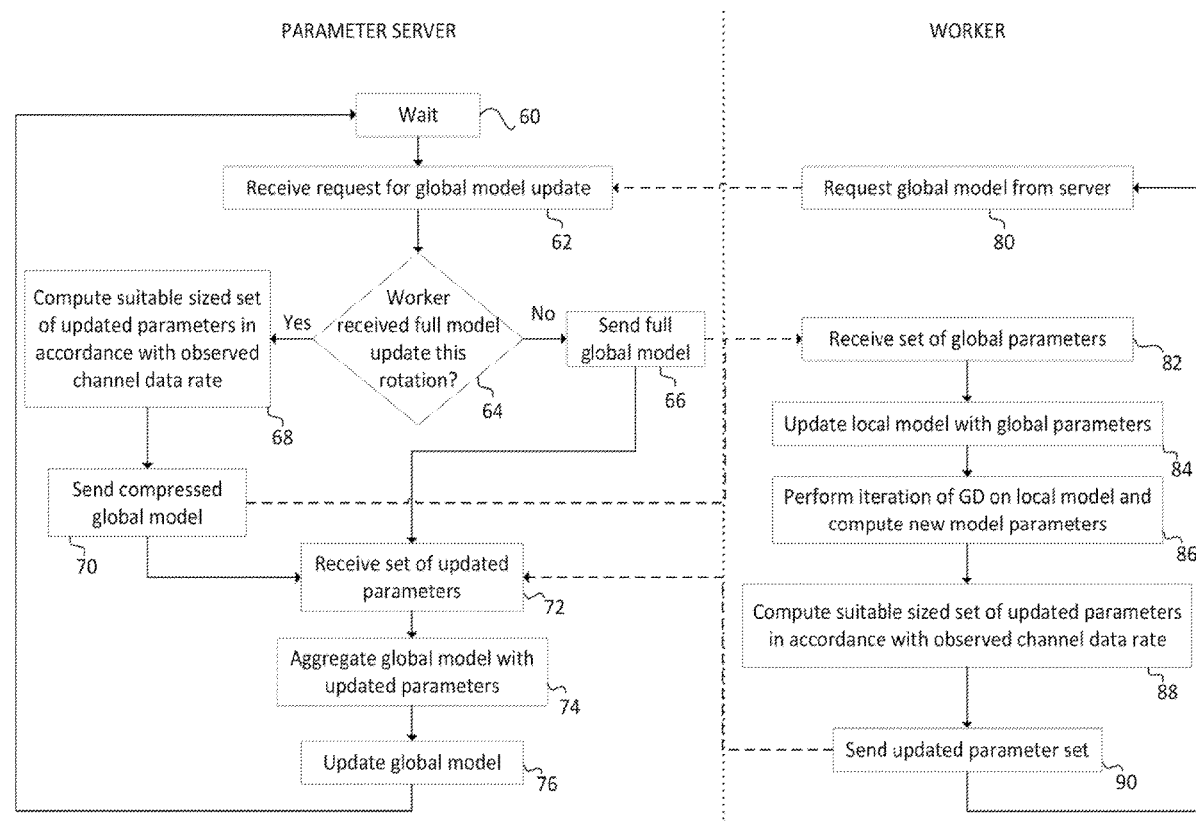 PARAMETER SERVER
WORKER
Wait
60
Receive request for global model update
62
Request global model from server
80
Worker
received full model
update this
rotation?
64
Yes
No
Compute suitable sized set
of updated parameters in
accordance with observed
channel data rate
68
Send full
global model
66
Receive set of global parameters
82
Update local model with global parameters
84
Send compressed
global model
70
Perform iteration of GD on local model and
compute new model parameters
86
Receive set of updated
parameters
72
Compute suitable sized set of updated parameters
in accordance with observed channel data rate
88
Aggregate global model with
updated parameters
74
Update global model
76
Send updated parameter set
90